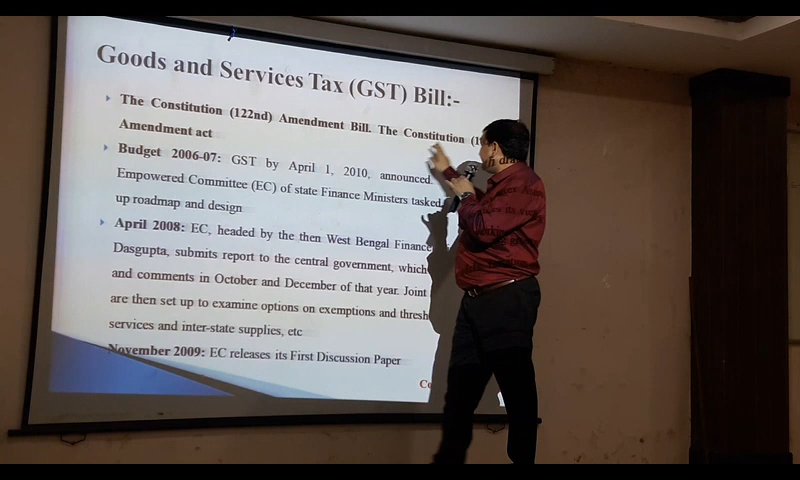 Goods and Services Tax (GST) Bill:-
The Constitution (122nd) Amendment Bill. The Constitution
Amendment act
Budget 2006-07: GST by April 1, 2010, announced.
Empowered Committee (EC) of state Finance Ministers tasked
up roadmap and design
April 2008: EC, headed by the then West Bengal Finance
Dasgupta, submits report to the central government, which
and comments in October and December of that year. Joint
are then set up to examine options on exemptions and
services and inter-state supplies, etc
November 2009: EC releases its First Discussion Paper